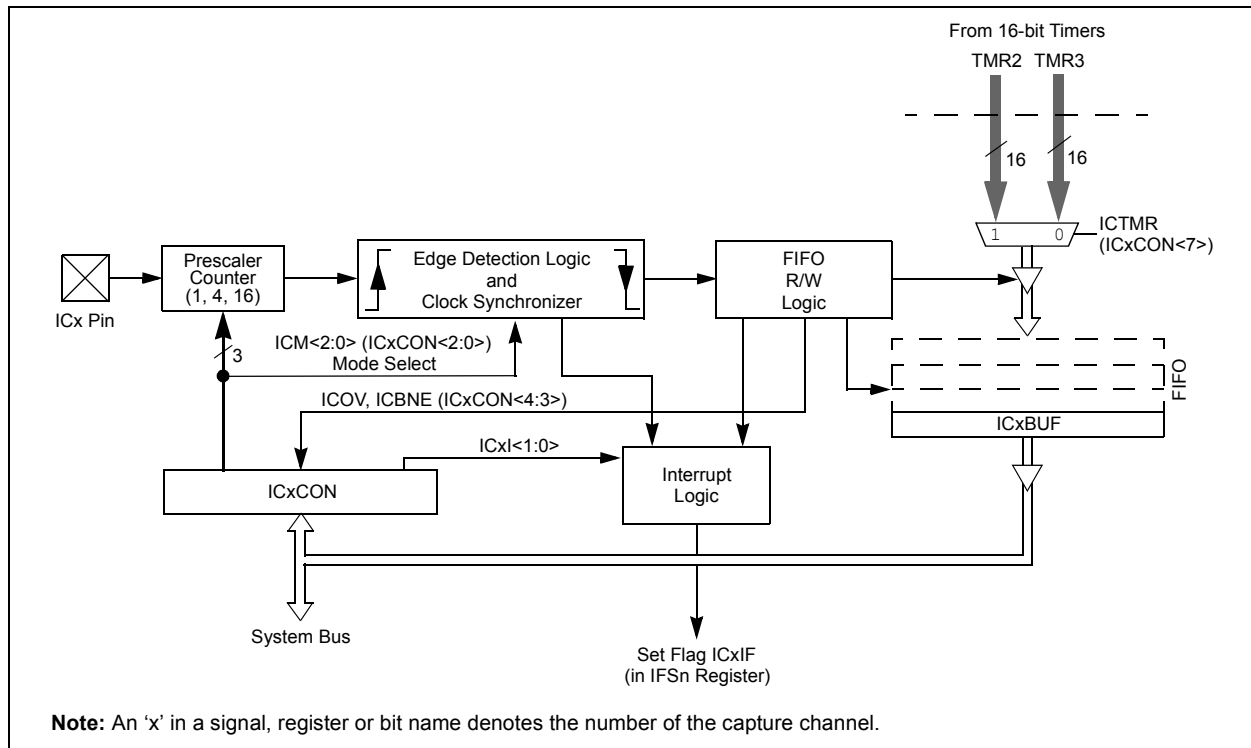 From 16-bit Timers
TMR2 TMR3
16 16
1 0
ICTMR
(ICxCON<7>)
ICx Pin
Prescaler
Counter
(1, 4, 16)
3
Edge Detection Logic
and
Clock Synchronizer
FIFO
R/W
Logic
ICM<2:0> (ICxCON<2:0>)
Mode Select
FIFO
ICOV, ICBNE (ICxCON<4:3>)
ICxBUF
ICxI<1:0>
ICxCON
Interrupt
Logic
System Bus
Set Flag ICxIF
(in IFSn Register)
Note: An ‘x’ in a signal, register or bit name denotes the number of the capture channel.